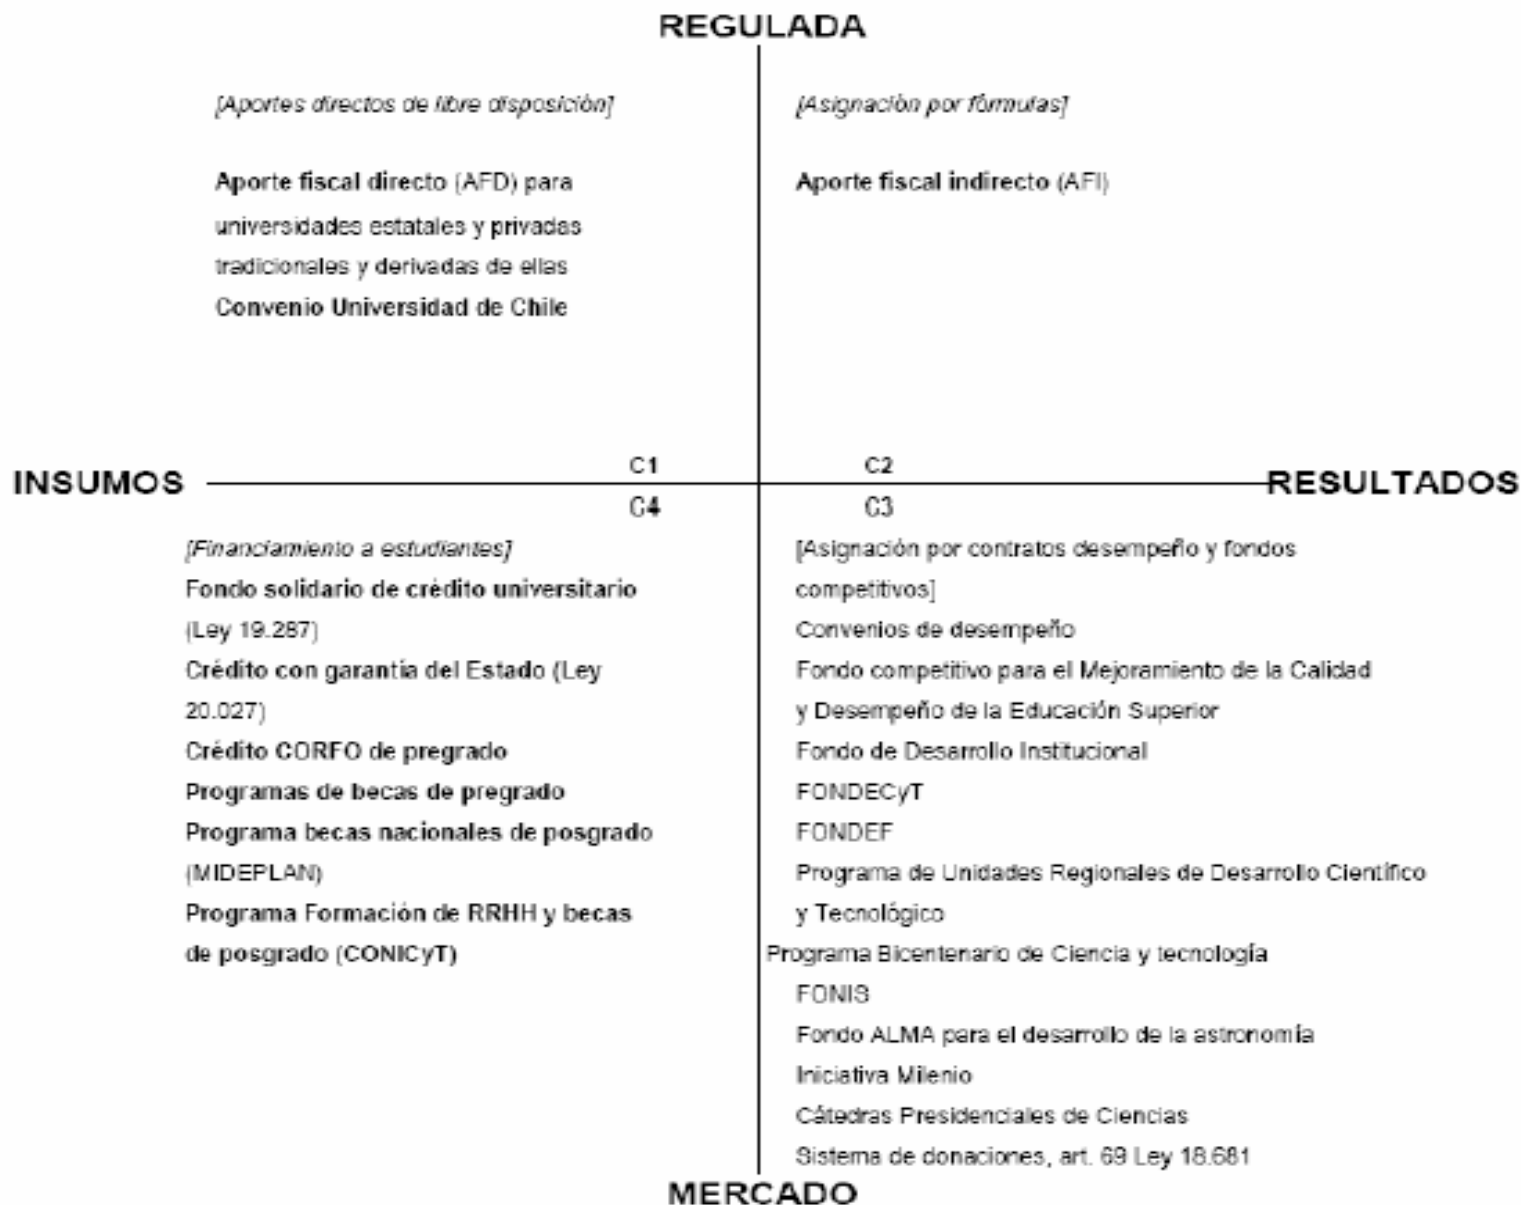 REGULADA
[Aportes directos de libre disposición]
[Asignación por fórmulas]
Aporte fiscal directo (AFD) para
universidades estatales y privadas
tradicionales y derivadas de ellas
Convenio Universidad de Chile
Aporte fiscal indirecto (AFI)
INSUMOS
C1
C2
RESULTADOS
C4
C3
[Financiamiento a estudiantes]
Fondo solidario de crédito universitario
(Ley 19.287)
Crédito con garantía del Estado (Ley
20.027)
Crédito CORFO de pregrado
Programas de becas de pregrado
Programa becas nacionales de posgrado
(MIDEPLAN)
Programa Formación de RRHH y becas
de posgrado (CONICyT)
[Asignación por contratos desempeño y fondos
competitivos]
Convenios de desempeño
Fondo competitivo para el Mejoramiento de la Calidad
y Desempeño de la Educación Superior
Fondo de Desarrollo Institucional
FONDECyT
FONDEF
Programa de Unidades Regionales de Desarrollo Científico
y Tecnológico
Programa Bicentenario de Ciencia y tecnología
FONIS
Fondo ALMA para el desarrollo de la astronomía
Iniciativa Milenio
Cátedras Presidenciales de Ciencias
Sistema de donaciones, art. 69 Ley 18.681
MERCADO